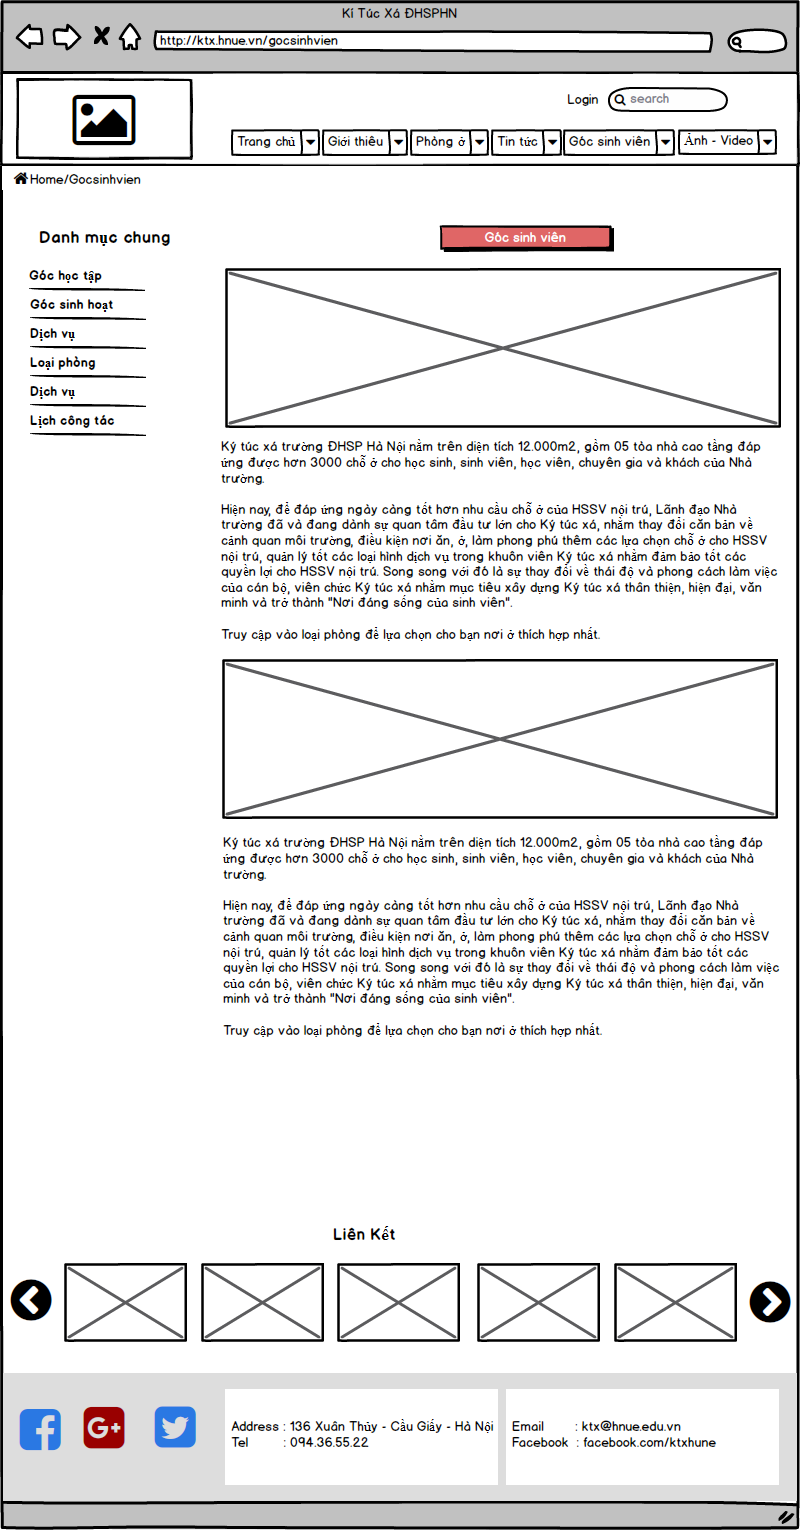 Kí Túc Xá ĐHSPHN
http://ktx.hnue.vn/gocsinhvien
Login
search
Trang chủ
Giới thiêu
Phòng ở
Tin tức
Góc sinh viên
Ảnh - Video
Home/Gocsinhvien
Danh mục chung
Góc học tập
Góc sinh hoạt
Dịch vụ
Loại phòng
Dịch vụ
Lịch công tác
Góc sinh viên
Ký túc xá trường ĐHSP Hà Nội nằm trên diện tích 12.000m2, gồm 05 tòa nhà cao tầng đáp
ứng được hơn 3000 chỗ ở cho học sinh, sinh viên, học viên, chuyên gia và khách của Nhà
trường.
Hiện nay, để đáp ứng ngày càng tốt hơn nhu cầu chỗ ở của HSSV nội trú, Lãnh đạo Nhà
trường đã và đang dành sự quan tâm đầu tư lớn cho Ký túc xá, nhằm thay đổi căn bản về
cảnh quan môi trường, điều kiện nơi ăn, ở, làm phong phú thêm các lựa chọn chỗ ở cho HSSV
nội trú, quản lý tốt các loại hình dịch vụ trong khuôn viên Ký túc xá nhằm đảm bảo tốt các
quyền lợi cho HSSV nội trú. Song song với đó là sự thay đổi về thái độ và phong cách làm việc
của cán bộ, viên chức Ký túc xá nhằm mục tiêu xây dựng Ký túc xá thân thiện, hiện đại, văn
minh và trở thành "Nơi đáng sống của sinh viên".
Truy cập vào loại phòng để lựa chọn cho bạn nơi ở thích hợp nhất.
Ký túc xá trường ĐHSP Hà Nội nằm trên diện tích 12.000m2, gồm 05 tòa nhà cao tầng đáp
ứng được hơn 3000 chỗ ở cho học sinh, sinh viên, học viên, chuyên gia và khách của Nhà
trường.
Hiện nay, để đáp ứng ngày càng tốt hơn nhu cầu chỗ ở của HSSV nội trú, Lãnh đạo Nhà
trường đã và đang dành sự quan tâm đầu tư lớn cho Ký túc xá, nhằm thay đổi căn bản về
cảnh quan môi trường, điều kiện nơi ăn, ở, làm phong phú thêm các lựa chọn chỗ ở cho HSSV
nội trú, quản lý tốt các loại hình dịch vụ trong khuôn viên Ký túc xá nhằm đảm bảo tốt các
quyền lợi cho HSSV nội trú. Song song với đó là sự thay đổi về thái độ và phong cách làm việc
của cán bộ, viên chức Ký túc xá nhằm mục tiêu xây dựng Ký túc xá thân thiện, hiện đại, văn
minh và trở thành "Nơi đáng sống của sinh viên".
Truy cập vào loại phòng để lựa chọn cho bạn nơi ở thích hợp nhất.
Liên Kết
Address : 136 Xuân Thủy - Cầu Giấy - Hà Nội
Tel : 094.36.55.22
Email : ktx@hnue.edu.vn
Facebook : facebook.com/ktxhune